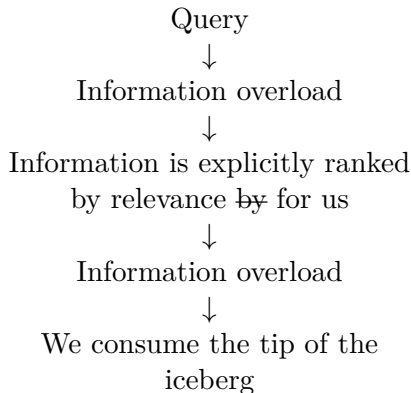 Query
↓
Information overload
↓
Information is explicitly ranked
by relevance ~~by~~ for us
↓
Information overload
↓
We consume the tip of the
iceberg